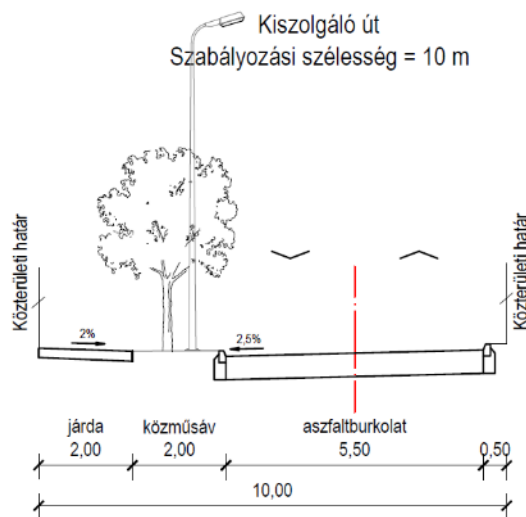 Kiszolgáló út
Szabályozási szélesség = 10 m
Közterületi határ
Közterületi határ
2%
2,5%
járda
közműsáv
aszfaltburkolat
2,00
2,00
5,50
0,50
10,00